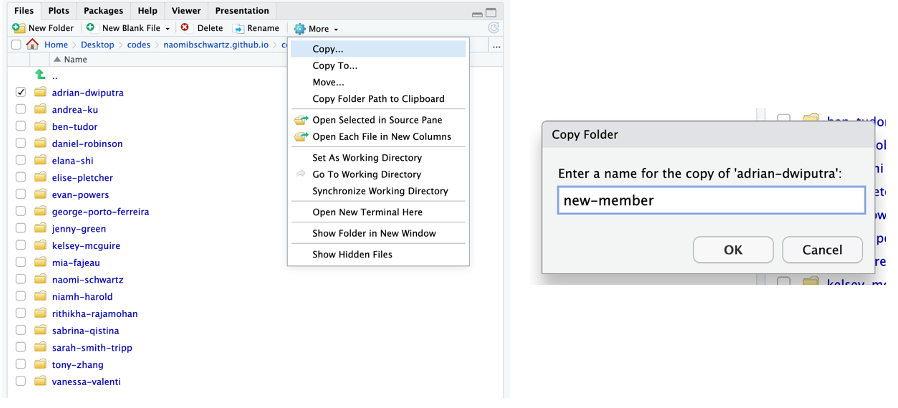 Files Plots Packages Help Viewer Presentation
New Folder New Blank File Delete Rename More
Home Desktop codes naomibschwartz.github.io ...
Name
..
adrian-dwiputra
andrea-ku
ben-tudor
daniel-robinson
elana-shi
elise-pletcher
evan-powers
george-porto-ferreira
jenny-green
kelsey-mcguire
mia-fajeau
naomi-schwartz
niamh-harold
rithikha-rajamohan
sabrina-qistina
sarah-smith-tripp
tony-zhang
vanessa-valenti
Copy...
Copy To...
Move...
Copy Folder Path to Clipboard
Open Selected in Source Pane
Open Each File in New Columns
Set As Working Directory
Go To Working Directory
Synchronize Working Directory
Open New Terminal Here
Show Folder in New Window
Show Hidden Files
Copy Folder
Enter a name for the copy of 'adrian-dwiputra':
new-member
OK Cancel